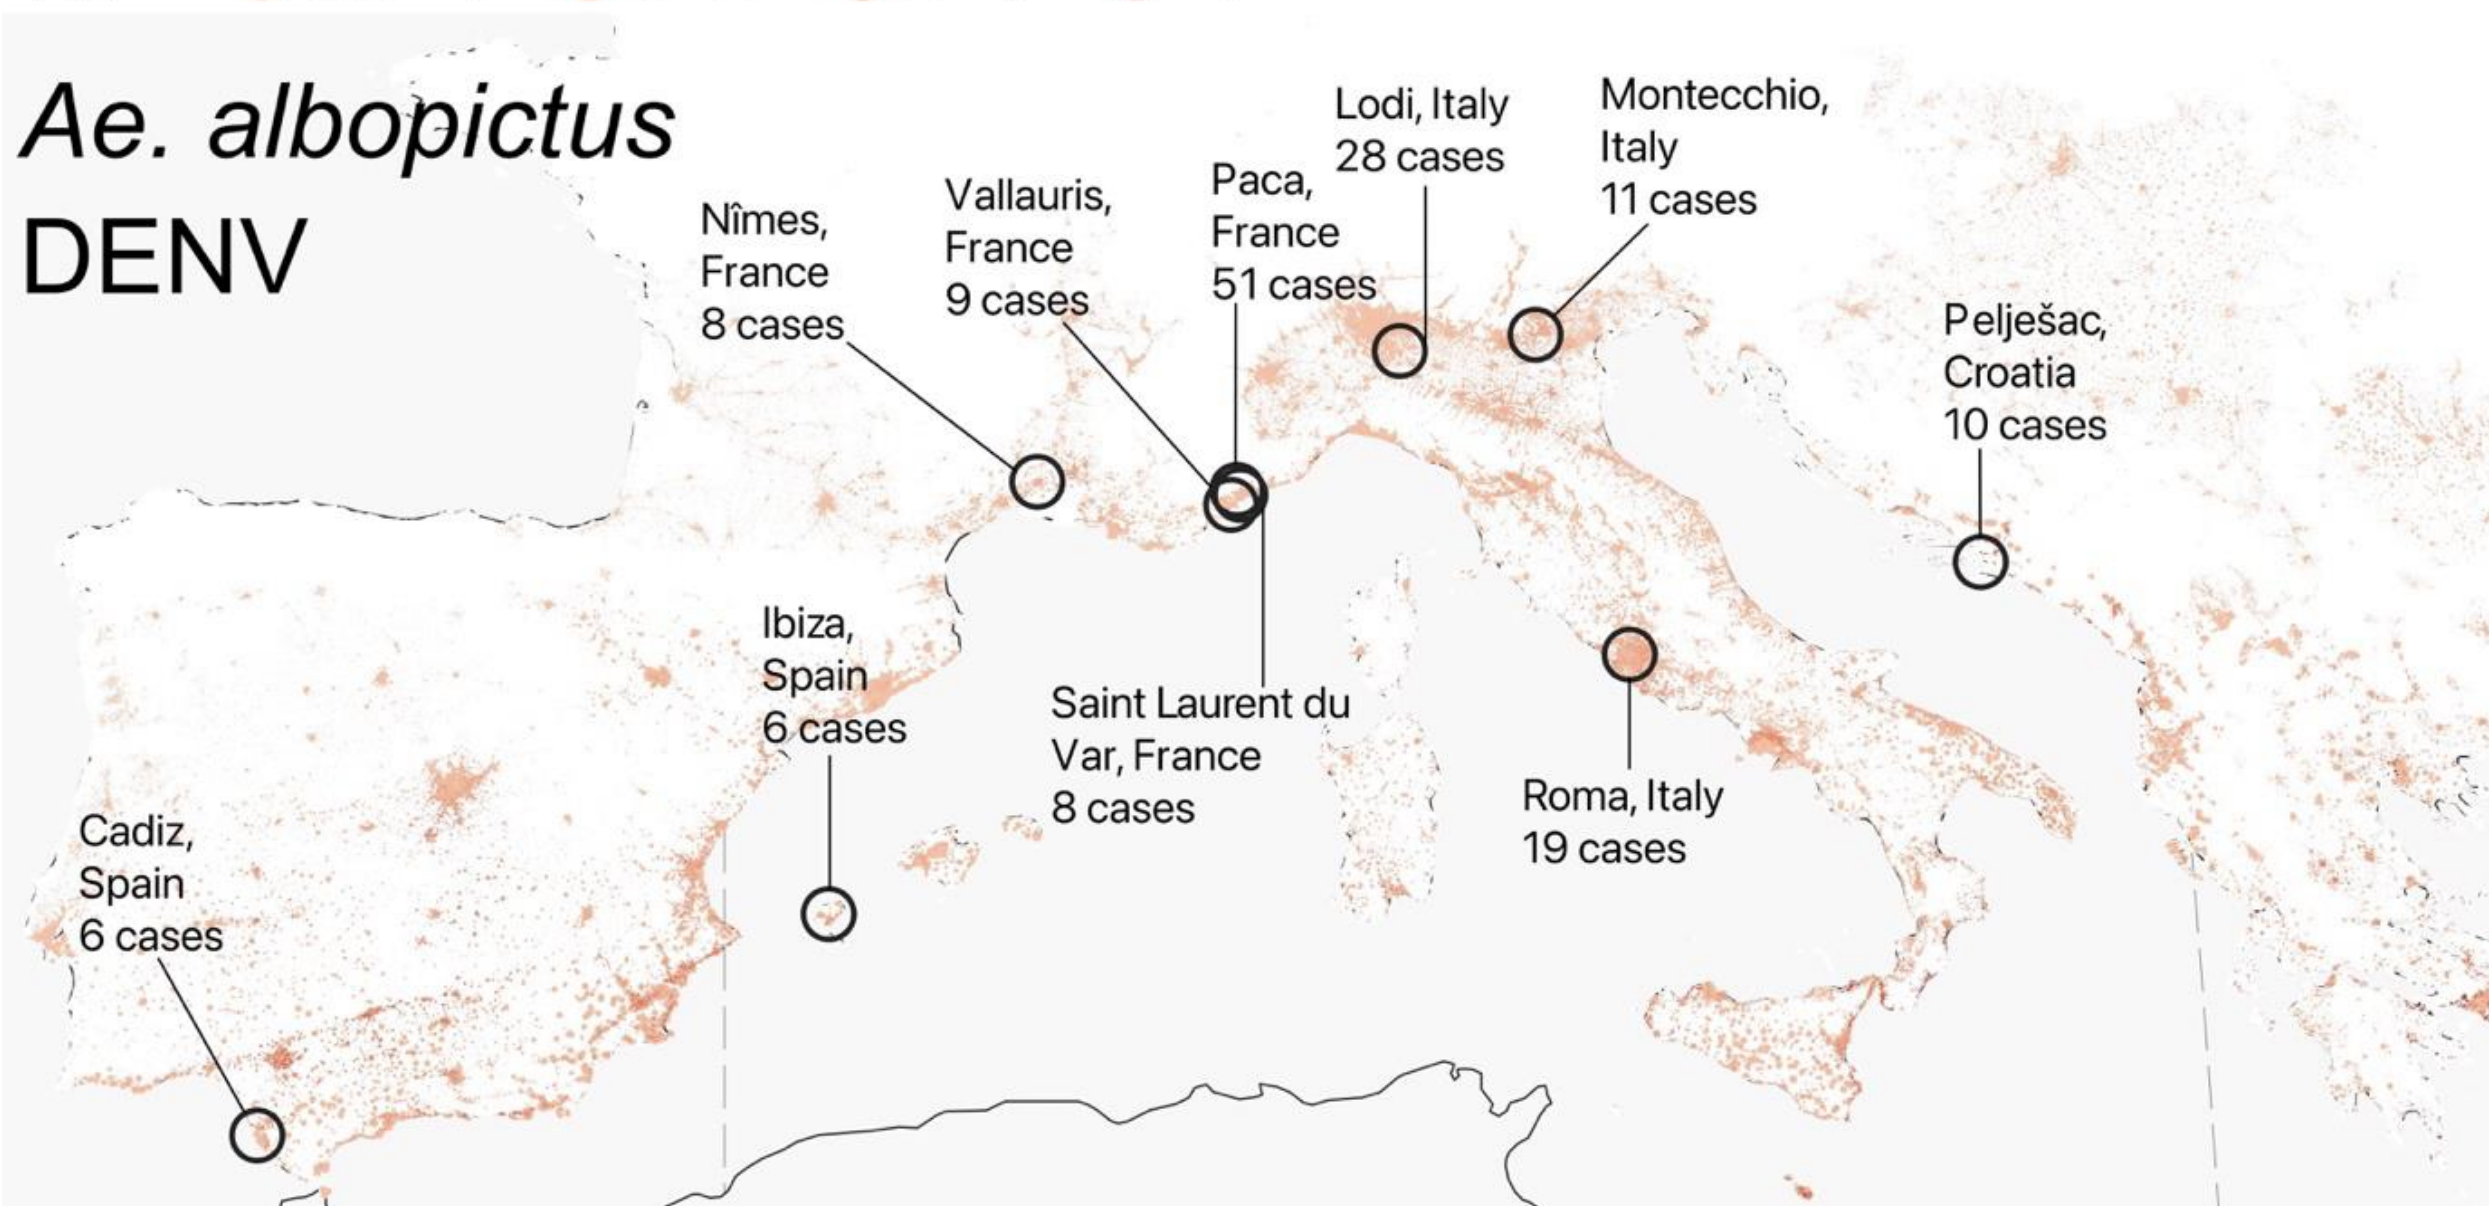 Ae. albopictus
DENV
Nîmes,
France
8 cases
Vallauris,
France
9 cases
Paca,
France
51 cases
Lodi, Italy
28 cases
Montecchio,
Italy
11 cases
Pelješac,
Croatia
10 cases
Ibiza,
Spain
6 cases
Saint Laurent du
Var, France
8 cases
Roma, Italy
19 cases
Cadiz,
Spain
6 cases